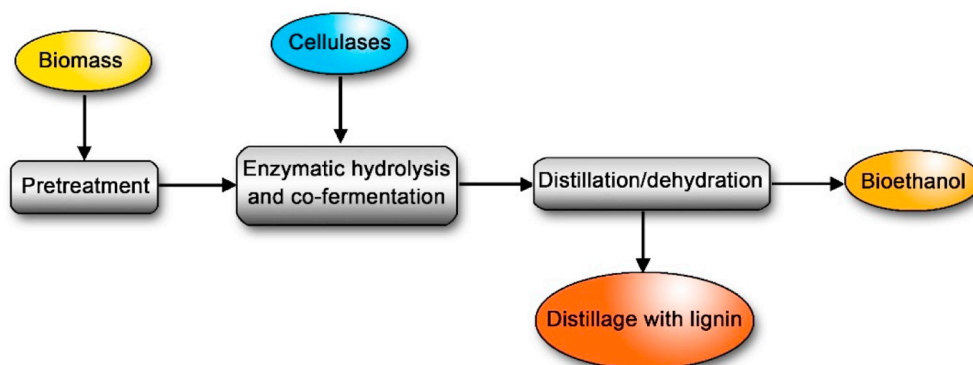 Biomass
Cellulases
Pretreatment
Enzymatic hydrolysis
and co-fermentation
Distillation/dehydration
Bioethanol
Distillage with lignin